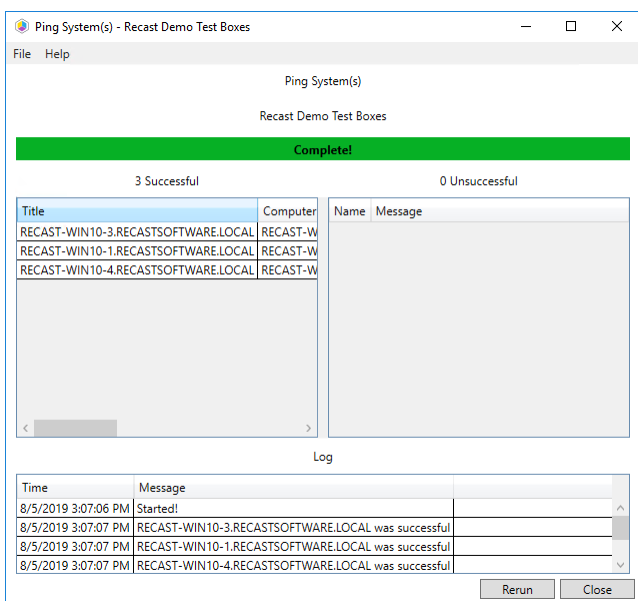 Ping System(s) - Recast Demo Test Boxes
File Help
Ping System(s)
Recast Demo Test Boxes
Complete!
3 Successful 0 Unsuccessful
Title Computer Name Message
RECAST-WIN10-3.RECASTSOFTWARE.LOCAL RECAST-W
RECAST-WIN10-1.RECASTSOFTWARE.LOCAL RECAST-W
RECAST-WIN10-4.RECASTSOFTWARE.LOCAL RECAST-W
Log
Time Message
8/5/2019 3:07:06 PM Started!
8/5/2019 3:07:07 PM RECAST-WIN10-3.RECASTSOFTWARE.LOCAL was successful
8/5/2019 3:07:07 PM RECAST-WIN10-1.RECASTSOFTWARE.LOCAL was successful
8/5/2019 3:07:07 PM RECAST-WIN10-4.RECASTSOFTWARE.LOCAL was successful
Rerun Close